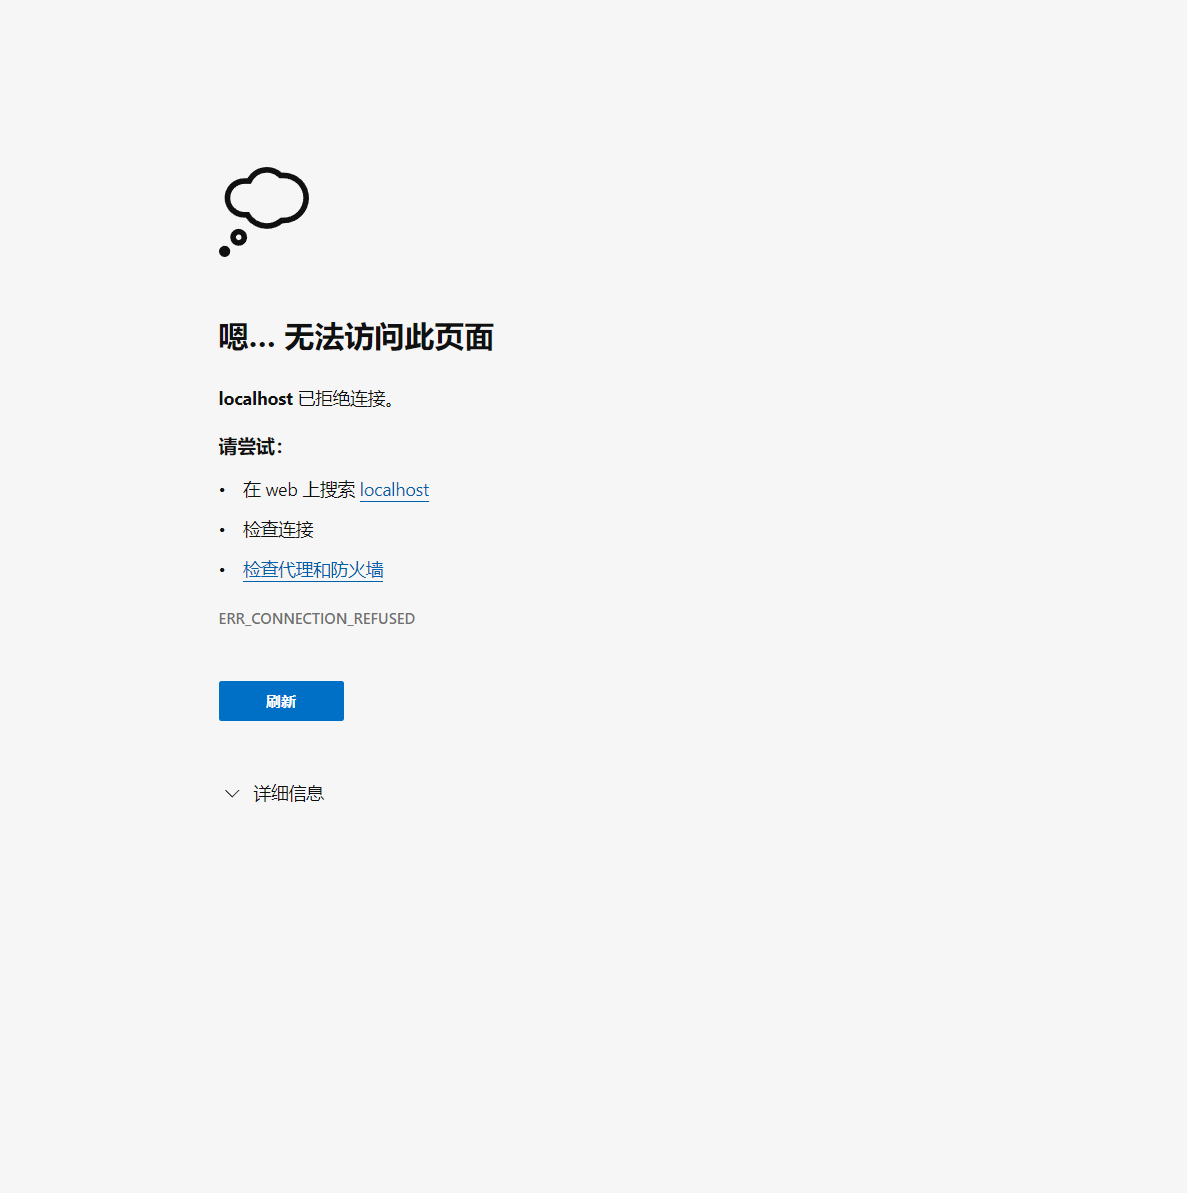 嗯… 无法访问此页面
localhost 已拒绝连接。
请尝试：
• 在 web 上搜索 localhost
• 检查连接
• 检查代理和防火墙
ERR_CONNECTION_REFUSED
刷新
详细信息